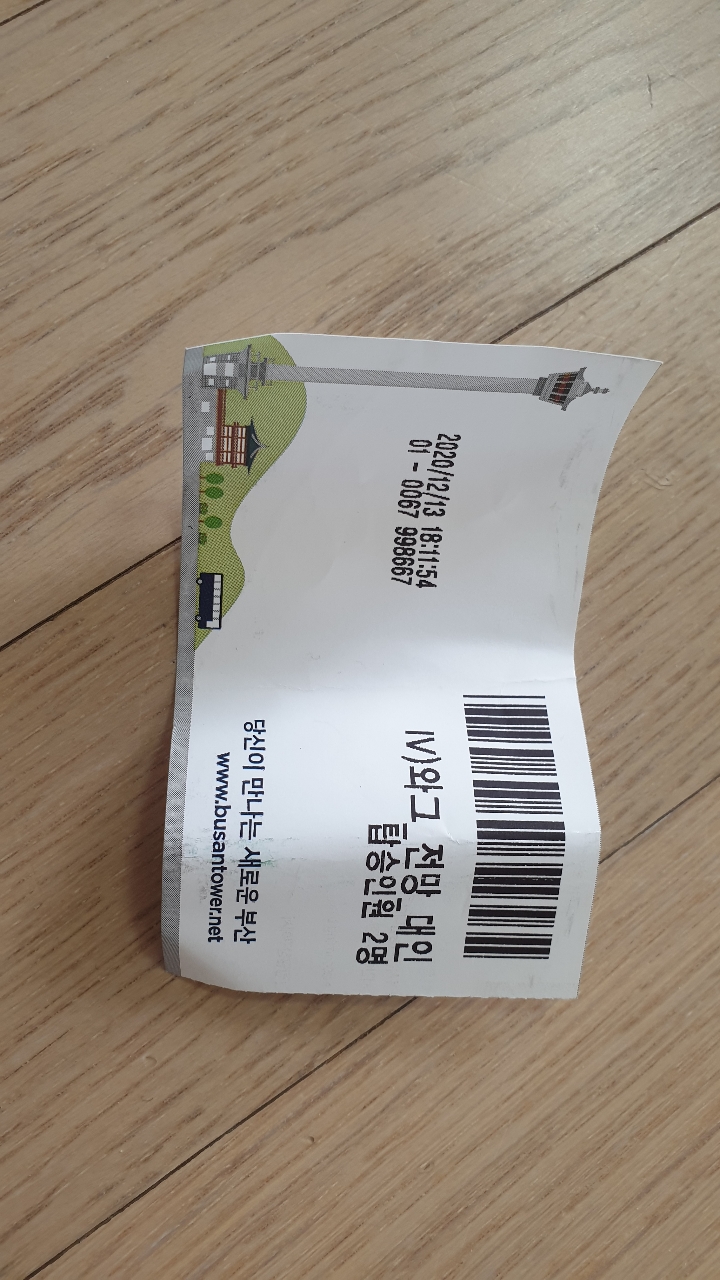 2020/12/13 18:11:54
01 - 0067 998667
IV)와그_전망 대인
탑승인원 2명
당신이 만나는 새로운 부산
www.busantower.net